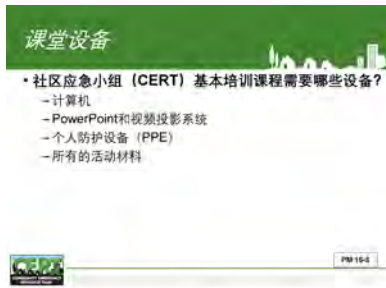 课堂设备
• 社区应急小组（CERT）基本培训课程需要哪些设备？
–计算机
–PowerPoint和视频投影系统
–个人防护设备（PPE）
–所有的活动材料
CERT